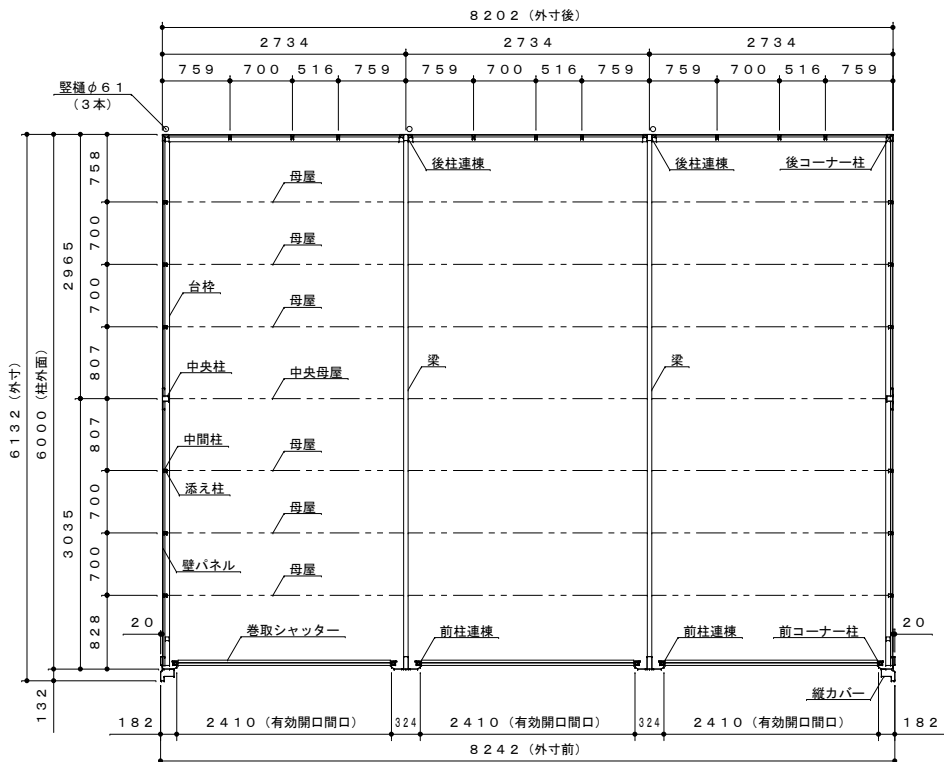 8202(外寸後)
2734 2734 2734
759 700 516 759 759 700 516 759 759 700 516 759
竪樋φ61
(3本)
後柱連棟 後柱連棟 後コーナー柱
758
700
700
807
807
700
700
828
2965
3035
6000(柱外面)
6132(外寸)
132
母屋
母屋
台枠
母屋
中央柱
中央母屋
梁
梁
中間柱
母屋
添え柱
母屋
壁パネル
母屋
20 20
巻取シャッター
前柱連棟 前柱連棟 前コーナー柱
縦カバー
182 2410(有効開口間口) 324 2410(有効開口間口) 324 2410(有効開口間口) 182
8242(外寸前)